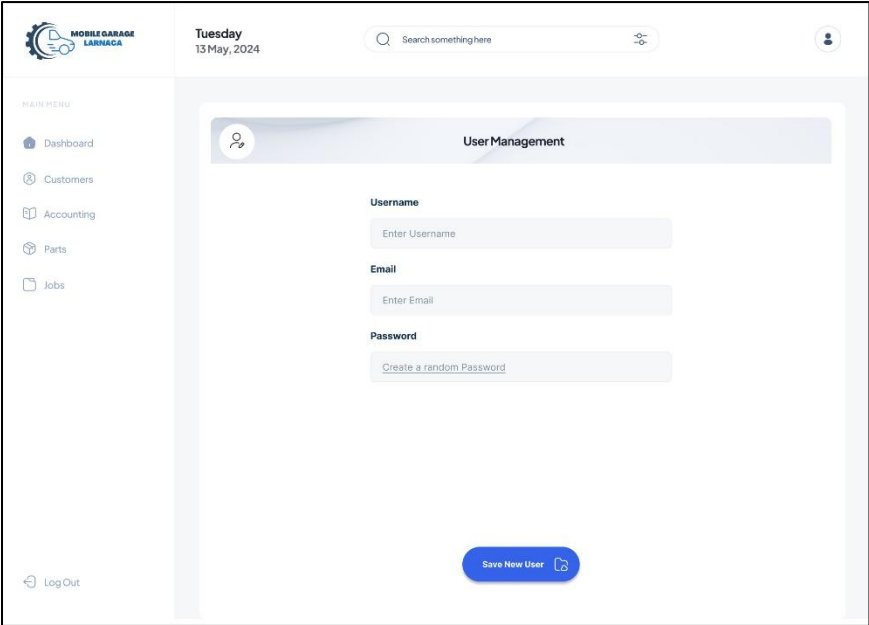 MOBILE GARAGE
LARNACA
Tuesday
13 May, 2024
Search something here
MAIN MENU
Dashboard
Customers
Accounting
Parts
Jobs
Log Out
User Management
Username
Enter Username
Email
Enter Email
Password
Create a random Password
Save New User